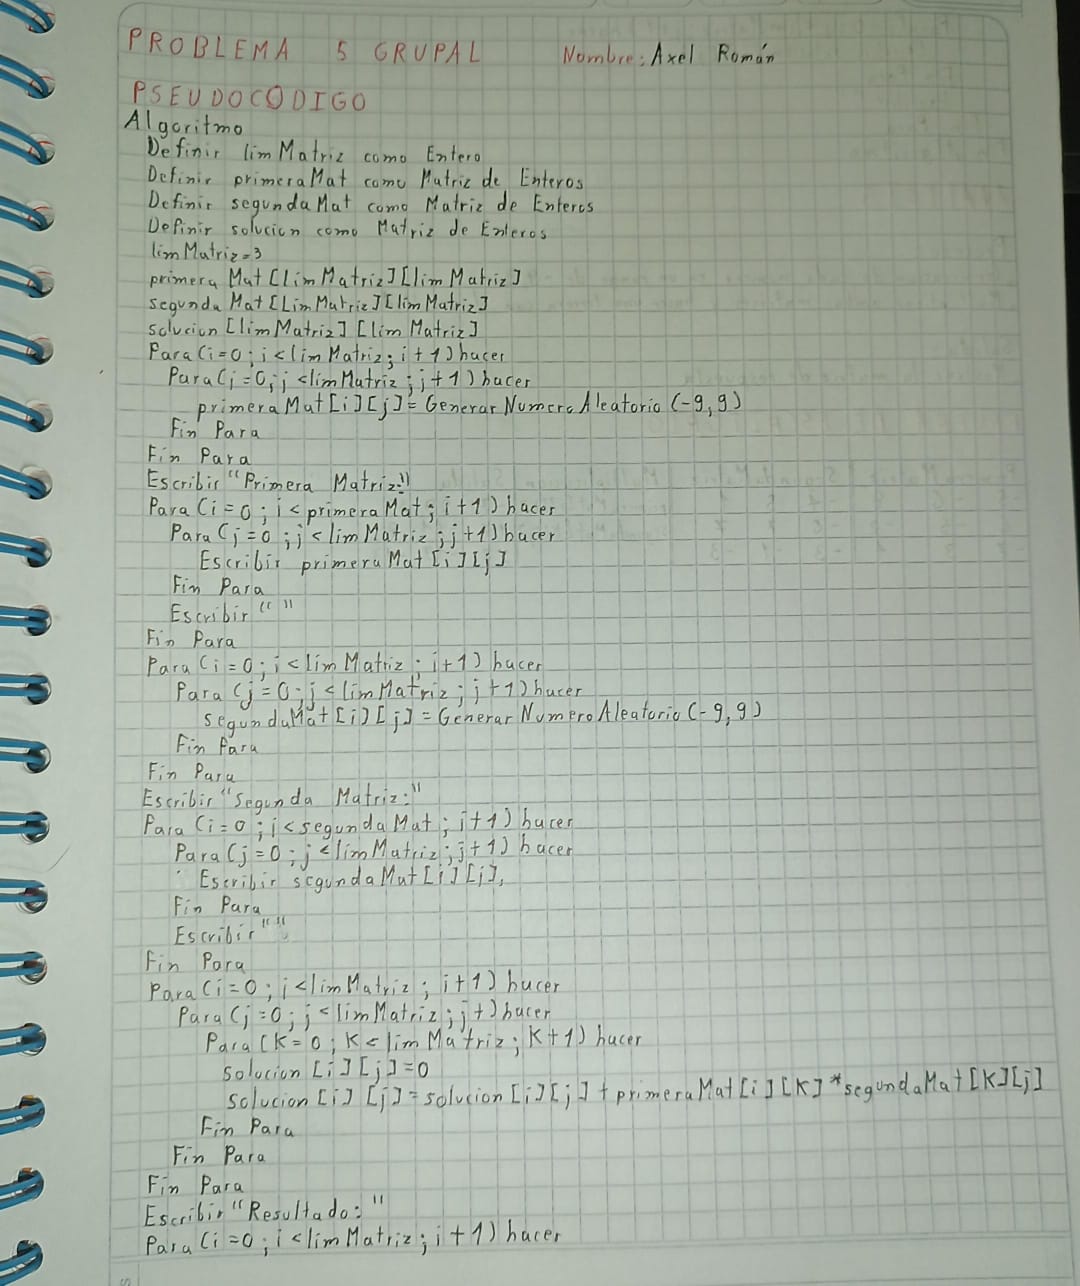 PROBLEMA 5 GRUPAL Nombre: Axel Román
PSEUDOCODIGO
Algoritmo
Definir limMatriz como Entero
Definir primeraMat como Matriz de Enteros
Definir segundaMat como Matriz de Enteros
Definir solucion como Matriz de Enteros
limMatriz=3
primeraMat[LimMatriz][limMatriz]
segundaMat[LimMatriz][limMatriz]
solucion[limMatriz][limMatriz]
Para(i=0; i<limMatriz; i+1) hacer
Para(j=0; j<limMatriz; j+1) hacer
primeraMat[i][j]=GenerarNumeroAleatorio(-9,9)
Fin Para
Fin Para
Escribir "Primera Matriz:"
Para(i=0; i<primeraMat; i+1) hacer
Para(j=0; j<limMatriz; j+1) hacer
Escribir primeraMat[i][j]
Fin Para
Escribir " "
Fin Para
Para(i=0; i<limMatriz; i+1) hacer
Para(j=0; j<limMatriz; j+1) hacer
segundaMat[i][j]=GenerarNumeroAleatorio(-9,9)
Fin Para
Fin Para
Escribir "Segunda Matriz:"
Para(i=0; i<segundaMat; i+1) hacer
Para(j=0; j<limMatriz; j+1) hacer
Escribir segundaMat[i][j],
Fin Para
Escribir " "
Fin Para
Para(i=0; i<limMatriz; i+1) hacer
Para(j=0; j<limMatriz; j+) hacer
Para(K=0; K<limMatriz; K+1) hacer
solucion[i][j]=0
solucion[i][j]=solucion[i][j]+primeraMat[i][K]*segundaMat[K][j]
Fin Para
Fin Para
Fin Para
Escribir "Resultado: "
Para(i=0; i<limMatriz; i+1) hacer